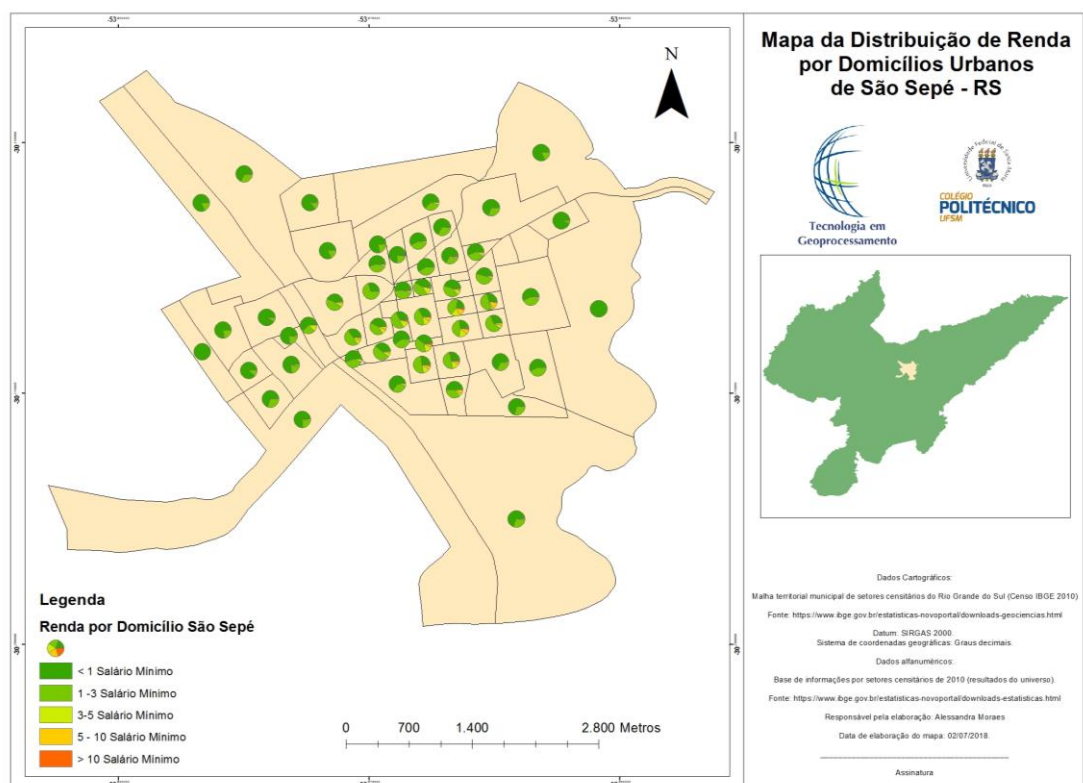 Mapa da Distribuição de Renda
por Domicílios Urbanos
de São Sepé - RS
N
Tecnologia em
Geoprocessamento
Universidade Federal de Santa Maria
COLÉGIO
POLITÉCNICO
UFSM
Legenda
Renda por Domicílio São Sepé
< 1 Salário Mínimo
1 -3 Salário Mínimo
3-5 Salário Mínimo
5 - 10 Salário Mínimo
> 10 Salário Mínimo
0 700 1.400 2.800 Metros
Dados Cartográficos:
Malha territorial municipal de setores censitários do Rio Grande do Sul (Censo IBGE 2010)
Fonte: https://www.ibge.gov.br/estatisticas-novoportal/downloads-geociencias.html
Datum: SIRGAS 2000.
Sistema de coordenadas geográficas: Graus decimais.
Dados alfanuméricos:
Base de informações por setores censitários de 2010 (resultados do universo).
Fonte: https://www.ibge.gov.br/estatisticas-novoportal/downloads-estatisticas.html
Responsável pela elaboração: Alessandra Moraes
Data de elaboração do mapa: 02/07/2018.
Assinatura